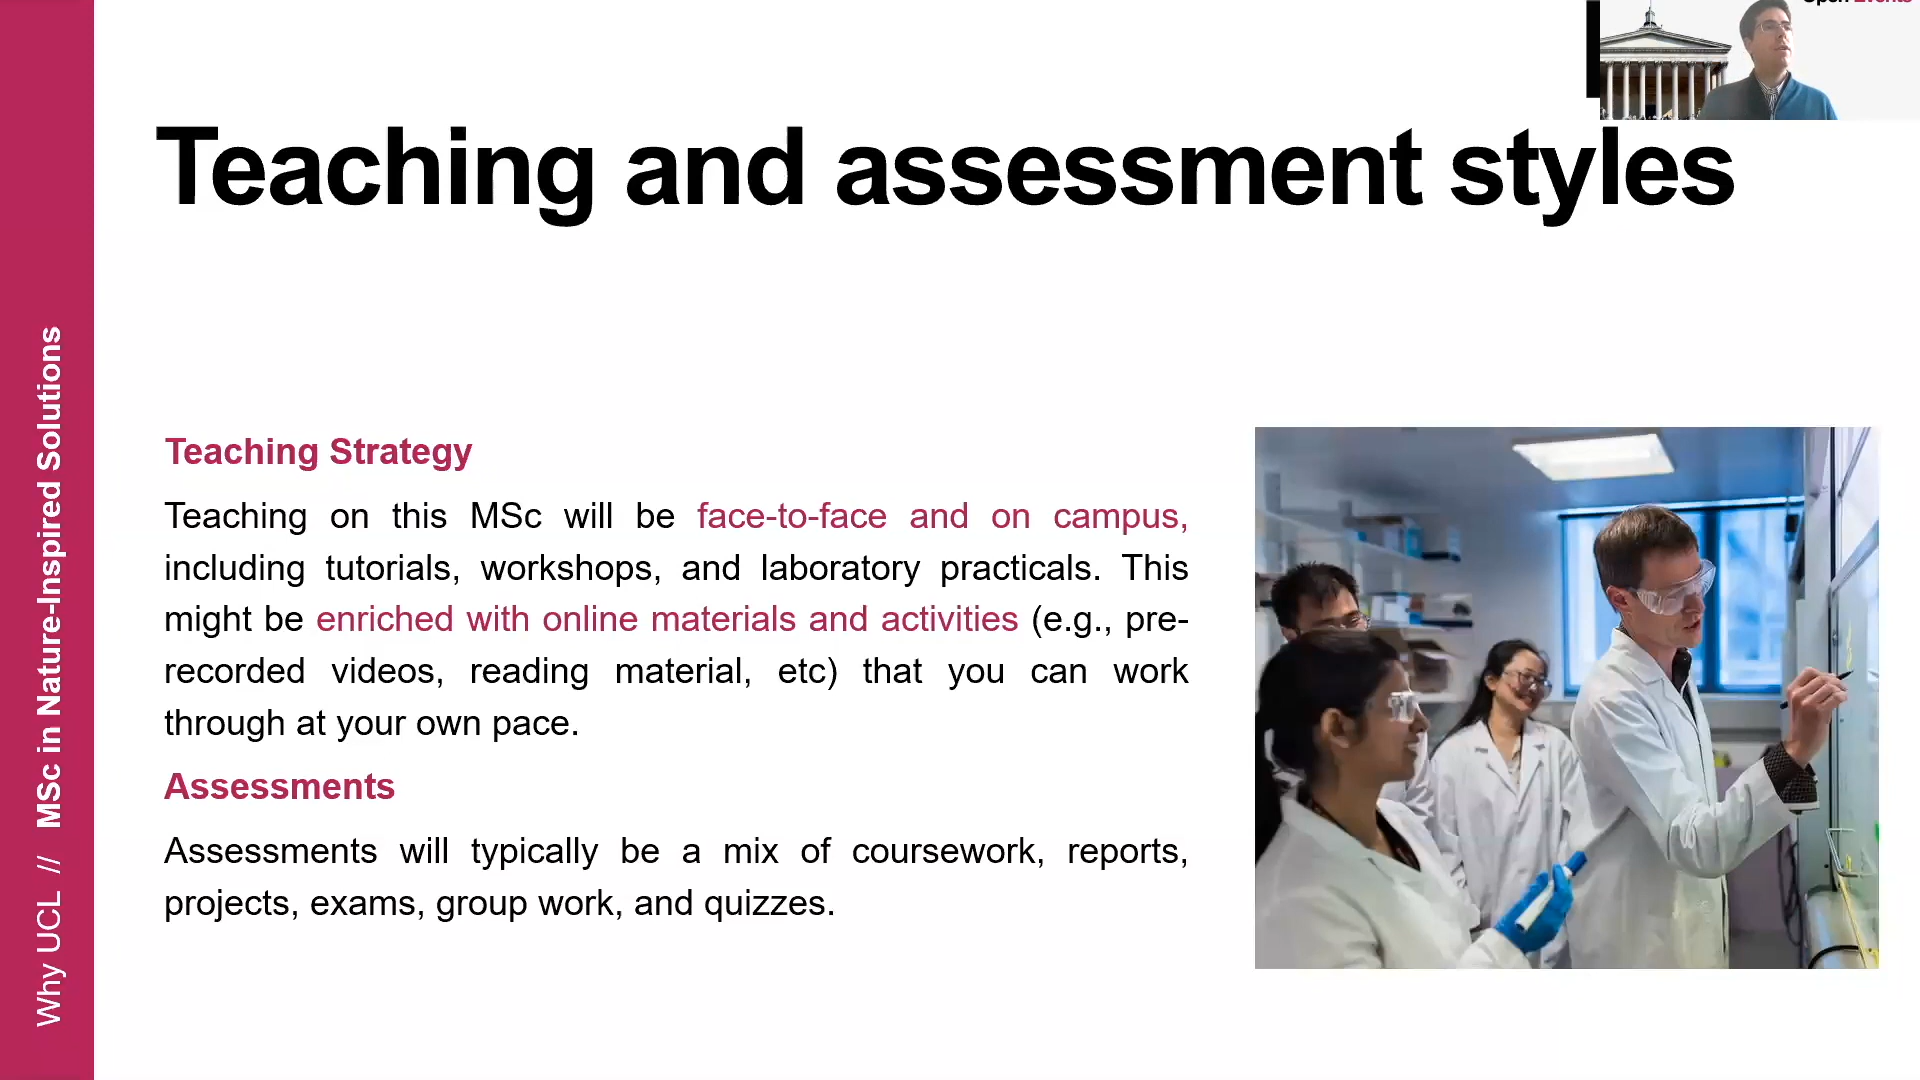 Open Events
Teaching and assessment styles
Teaching Strategy
Teaching on this MSc will be face-to-face and on campus,
including tutorials, workshops, and laboratory practicals. This
might be enriched with online materials and activities (e.g., pre-
recorded videos, reading material, etc) that you can work
through at your own pace.
Assessments
Assessments will typically be a mix of coursework, reports,
projects, exams, group work, and quizzes.
Why UCL // MSc in Nature-Inspired Solutions